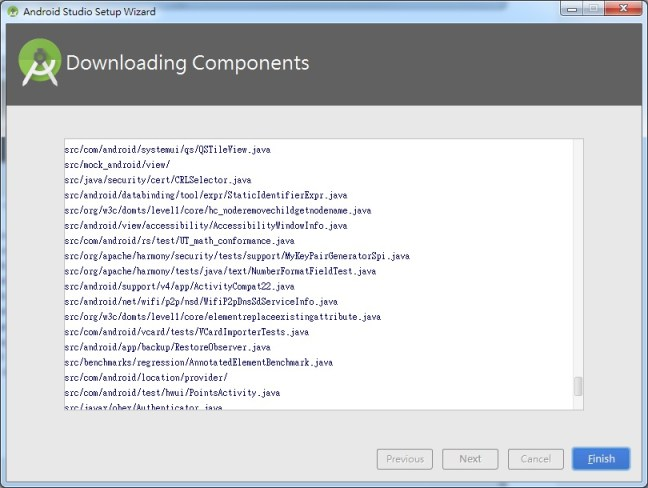 Android Studio Setup Wizard
Downloading Components
src/com/android/systemui/qs/QSTileView.java
src/mock_android/view/
src/java/security/cert/CRLSelector.java
src/android/databinding/tool/expr/StaticIdentifierExpr.java
src/org/w3c/domts/level1/core/hc_noderemovechildgetnodename.java
src/android/view/accessibility/AccessibilityWindowInfo.java
src/com/android/rs/test/UT_math_conformance.java
src/org/apache/harmony/security/tests/support/MyKeyPairGeneratorSpi.java
src/org/apache/harmony/tests/java/text/NumberFormatFieldTest.java
src/android/support/v4/app/ActivityCompat22.java
src/android/net/wifi/p2p/nsd/WifiP2pDnsSdServiceInfo.java
src/org/w3c/domts/level1/core/elementreplaceexistingattribute.java
src/com/android/vcard/tests/VCardImporterTests.java
src/android/app/backup/RestoreObserver.java
src/benchmarks/regression/AnnotatedElementBenchmark.java
src/com/android/location/provider/
src/com/android/test/hwui/PointsActivity.java
src/javax/obex/Authenticator.java
Previous Next Cancel Finish